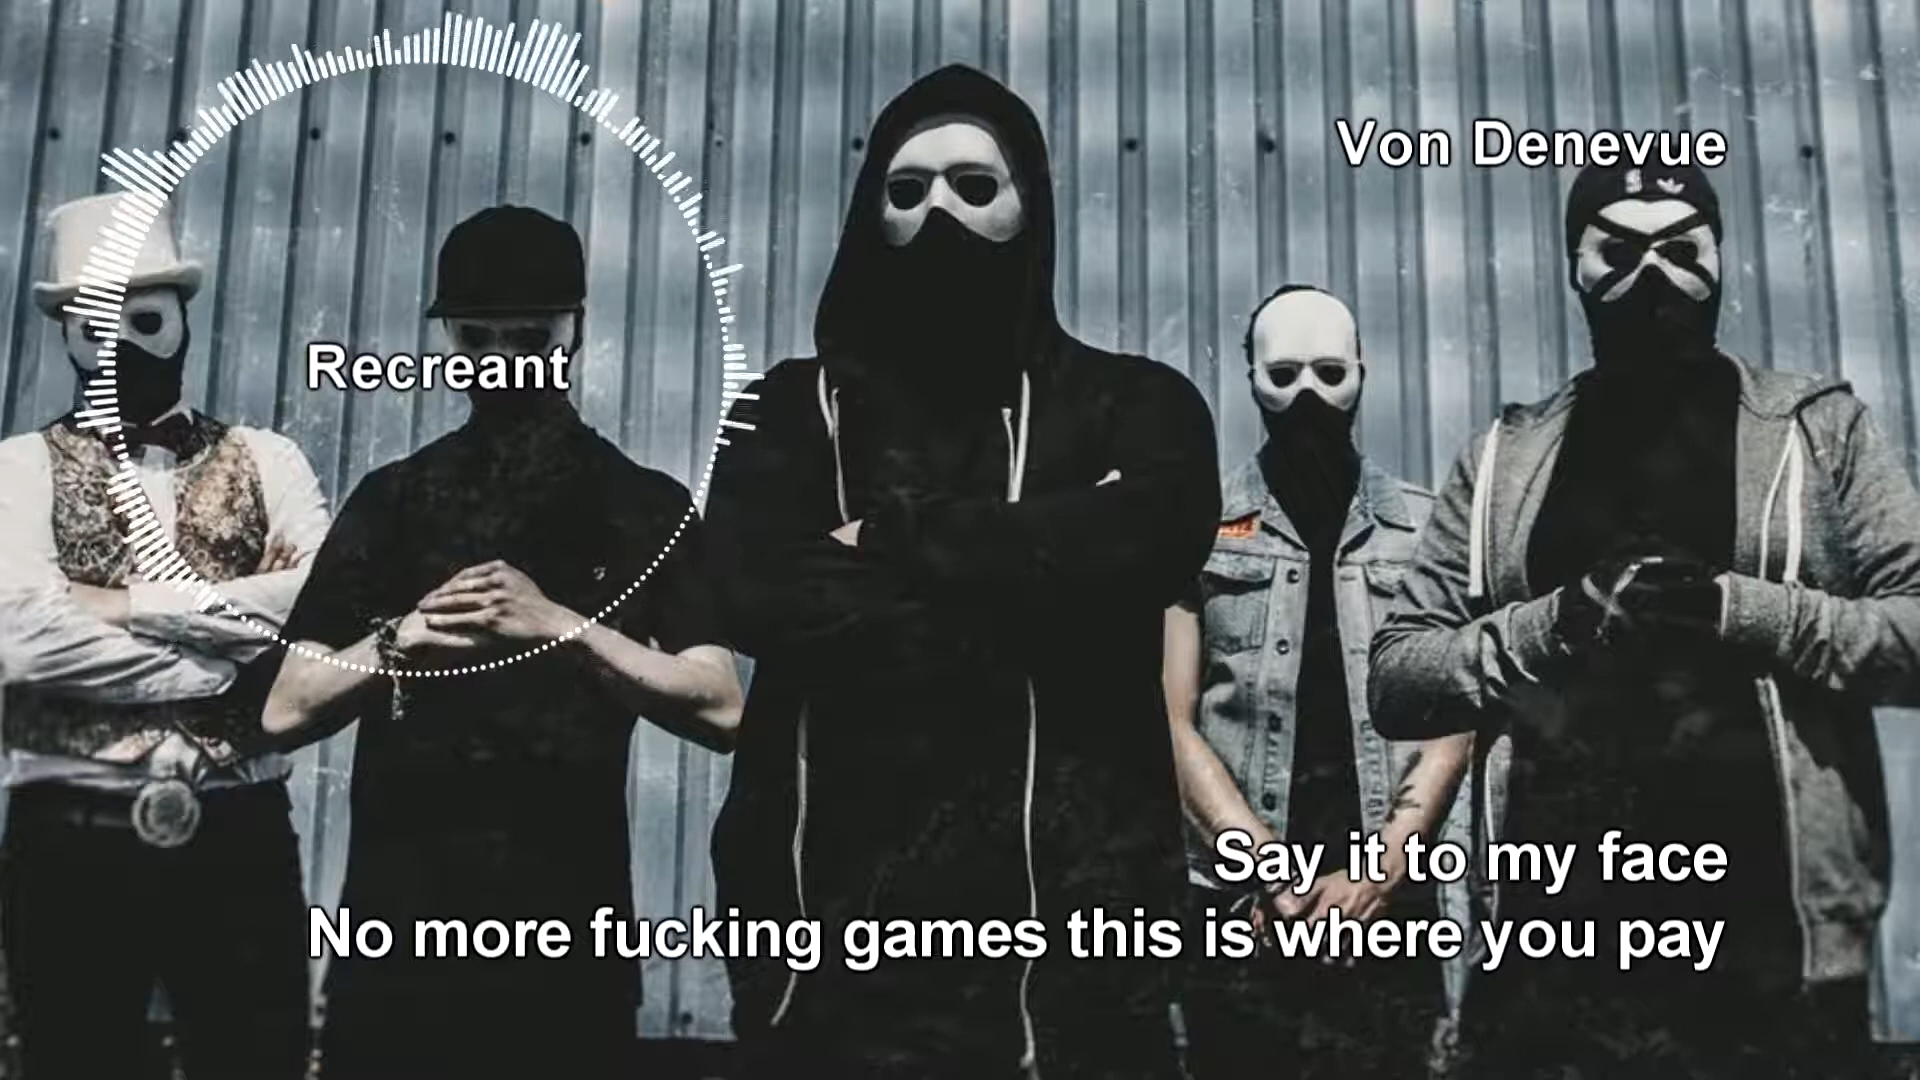 Von Denevue
Recreant
Say it to my face
No more fucking games this is where you pay